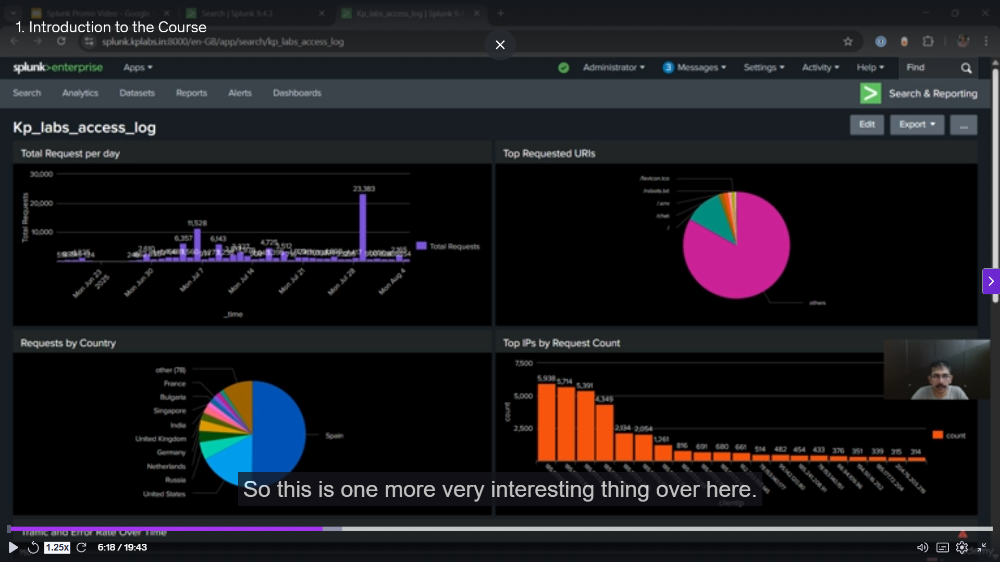 Splunk Promo Video - Google
Search | Splunk 9.4.3
Kp_labs_access_log | Splunk 9.4
1. Introduction to the Course
splunk.kplabs.in:8000/en-GB/app/search/kp_labs_access_log
splunk>enterprise
Apps
Administrator
3 Messages
Settings
Activity
Help
Find
Search
Analytics
Datasets
Reports
Alerts
Dashboards
Search & Reporting
Kp_labs_access_log
Edit
Export
...
Total Request per day
30,000
20,000
10,000
Total Requests
23,383
11,528
6,357
6,143
4,725
3,512
2,610
2,165
Mon Jun 23
2025
Mon Jun 30
Mon Jul 7
Mon Jul 14
Mon Jul 21
Mon Jul 28
Mon Aug 4
_time
Total Requests
Top Requested URIs
/favicon.ico
/robots.txt
/.env
/chat
/
others
Requests by Country
other (78)
France
Bulgaria
Singapore
India
United Kingdom
Germany
Netherlands
Russia
United States
Spain
Top IPs by Request Count
7,500
5,000
2,500
count
5,938
5,714
5,391
4,349
2,134
2,054
1,261
816
691
680
661
514
482
454
433
376
351
339
315
314
count
clientip
So this is one more very interesting thing over here.
Traffic and Error Rate Over Time
1.25x
6:18 / 19:43
udemy